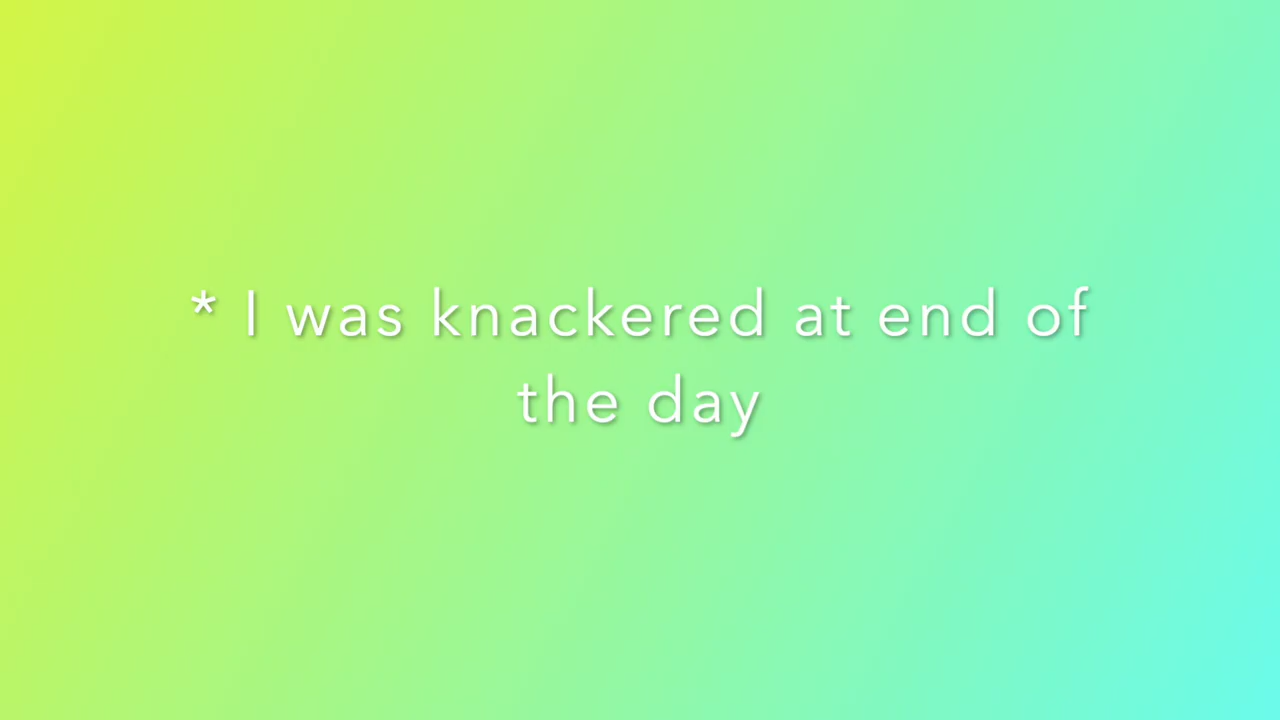 * I was knackered at end of
the day